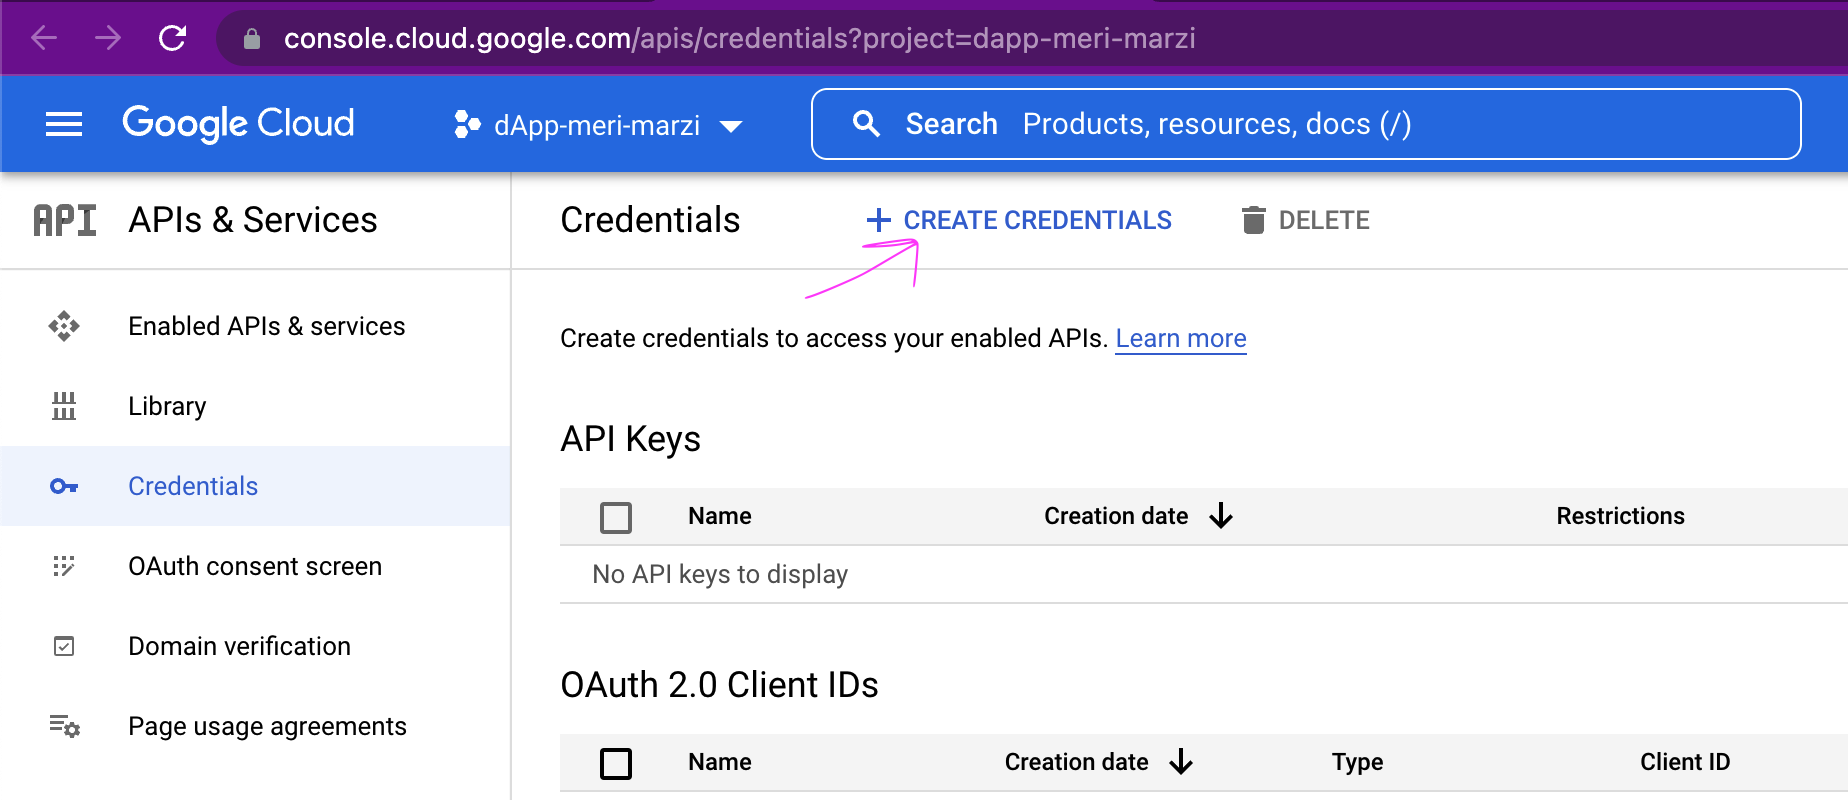 console.cloud.google.com/apis/credentials?project=dapp-meri-marzi
Google Cloud
dApp-meri-marzi
Search Products, resources, docs (/)
API APIs & Services
Credentials
+ CREATE CREDENTIALS
DELETE
Enabled APIs & services
Library
Credentials
OAuth consent screen
Domain verification
Page usage agreements
Create credentials to access your enabled APIs. Learn more
API Keys
Name Creation date Restrictions
No API keys to display
OAuth 2.0 Client IDs
Name Creation date Type Client ID